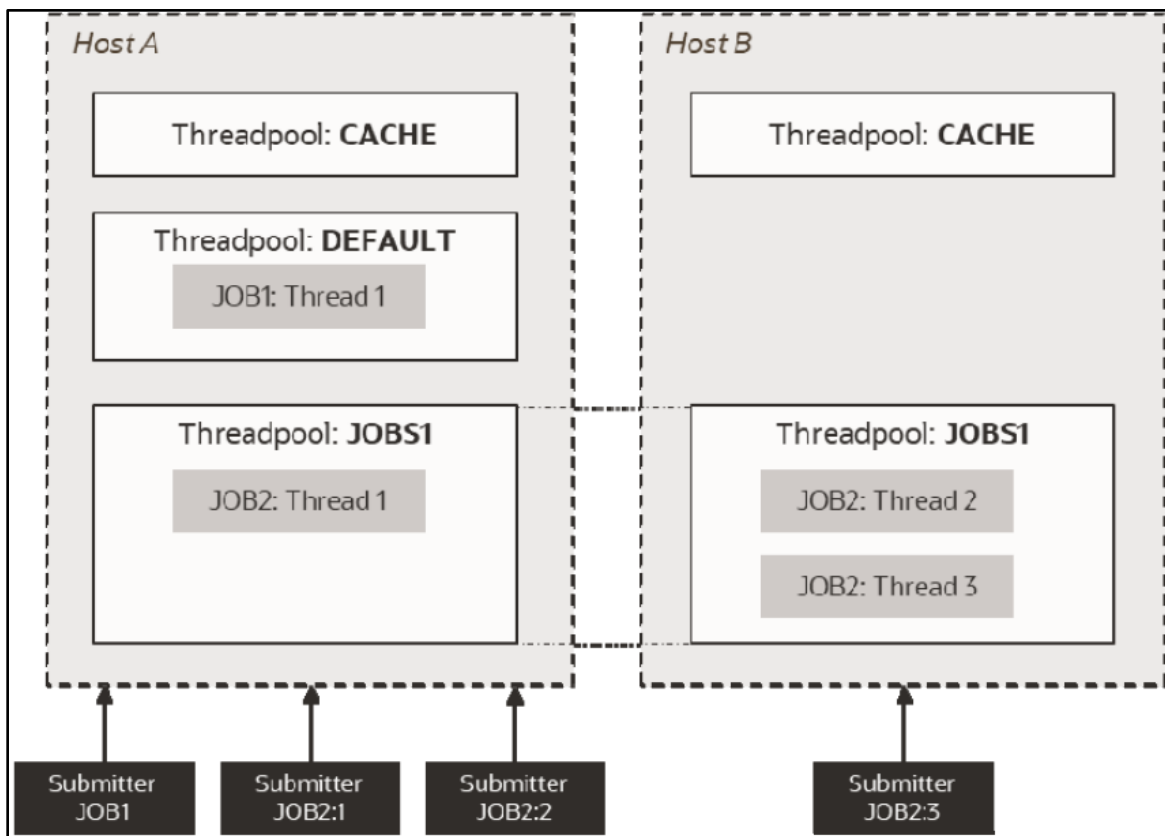 Host A
Threadpool: CACHE
Threadpool: DEFAULT
JOB1: Thread 1
Threadpool: JOBS1
JOB2: Thread 1
Host B
Threadpool: CACHE
Threadpool: JOBS1
JOB2: Thread 2
JOB2: Thread 3
Submitter
JOB1
Submitter
JOB2:1
Submitter
JOB2:2
Submitter
JOB2:3